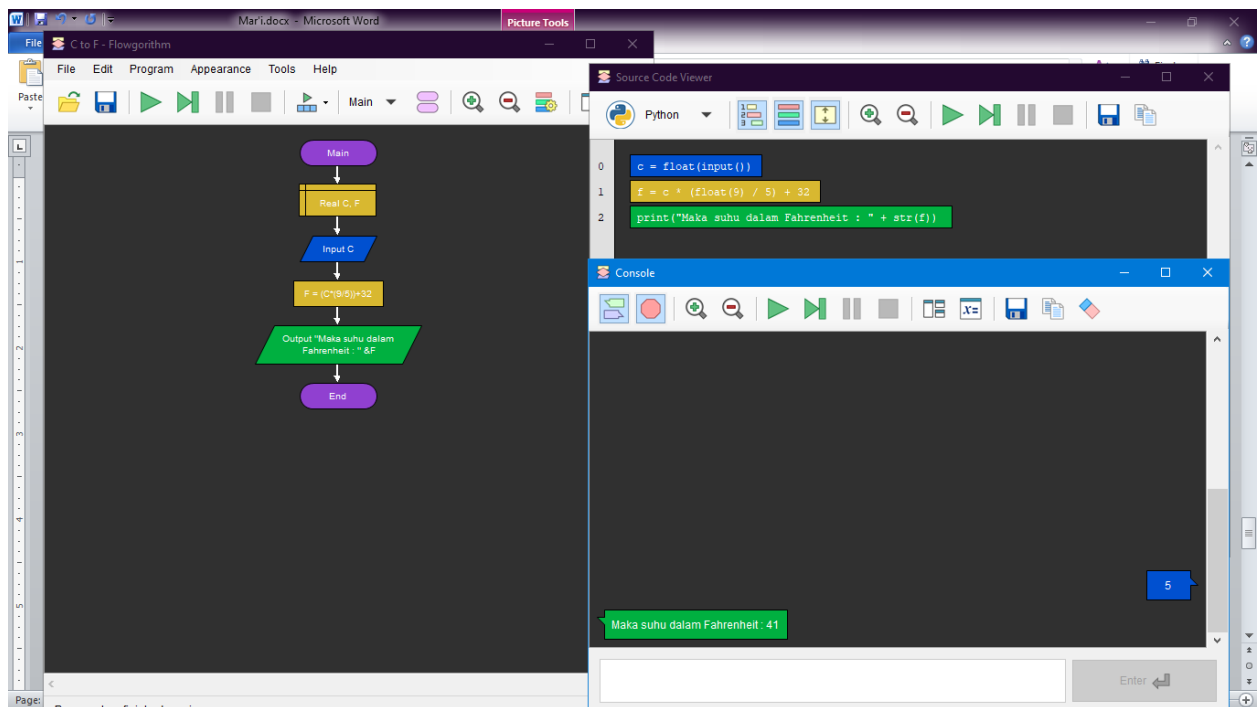 Mar'i.docx - Microsoft Word
Picture Tools
File
Paste
Page:
C to F - Flowgorithm
File Edit Program Appearance Tools Help
Main
Main
Real C, F
Input C
F = (C*(9/5))+32
Output "Maka suhu dalam
Fahrenheit : " &F
End
Source Code Viewer
Python
0 c = float(input())
1 f = c * (float(9) / 5) + 32
2 print("Maka suhu dalam Fahrenheit : " + str(f))
Console
5
Maka suhu dalam Fahrenheit : 41
Enter